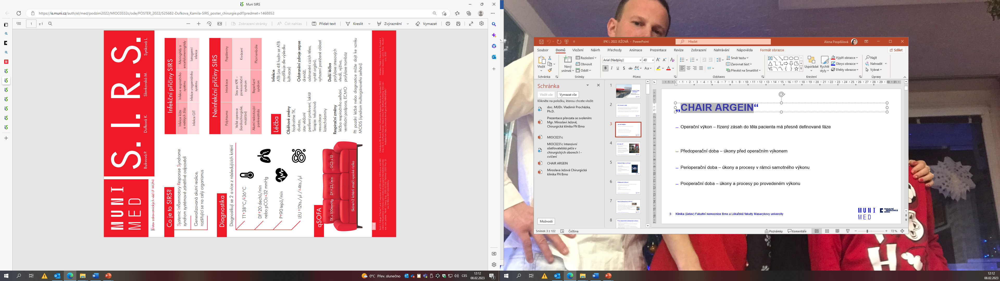 Muni SIRS
https://is.muni.cz/auth/el/med/podzim2022/MIOC0332c/ode/POSTER_2022/525682-Dufkova_Kamila-SIRS_poster_chirurgie.pdf?predmet=1468852
1 z 1
Zobrazení stránky
Číst nahlas
Přidat text
Kreslit
Zvýraznění
Vymazat
MUNI
MED
Ústav zdravotnických věd LF MUNI
S. I. R. S.
Bukvová P. Dufková K. Slavkovská M. Synková L.
Co je to SIRS?
Systemic Inflammatory Response Syndrome
syndrom systémové zánětlivé odpovědi
Generalizovaná akutní reakce,
rozšiřující se na celý organismus
Diagnostika
Diagnostikuji se 2 a více z následujících kritérií
TT↑38°C/↓36°C
DF↑20 dechů/min
nebo pCO₂↓32 mmHg
P↑90 tepů/min
LEU ↑12tis./µl /↓4tis./µl
qSOFA
TK↓100mmHg DF↑22/min GCS↓15
Skóre≥2 kritérií značí vysoké riziko
Infekční příčiny SIRS
Infekce kůže a měkkých žláz
Infekce respiračního systému
Meningitidy a encefalomeningitidy
Infekce GIT
Infekce urogenitálního systému
Iatrogenní infekce
Neinfekční příčiny SIRS
Polytrauma
Intoxikace
Popáleniny
Velké operace (kardiochirurgické, nitrobřišní)
Stav po KPR – poresuscitační syndrom
Krvácení
Akutní nekrotizující pankreatitida
Reperfuzní syndrom
Plicní embolie
Léčba
Oběhové změny
hodnotíme TK,
diurézu,
stav vědomí
periferní prokrvení, laktát
Terapie: tekutinová
resuscitace
katecholaminy
Respirační změny
léčba respiračního selhání,
ventilační podpora, ECMO
Infekce
ATB (za 48 hodin se ATB
modifikuje dle výsledku
kultivace)
Odstranění zdroje sepse
drenáž,
odstranění cizích těles,
vynětí orgánů,
vyřazení postižené oblasti
Další léčba
profylaxe stresových
vředů, výživa,
profylaxe trombóz
Při pozdní léčbě nebo diagnostice může dojít ke vzniku
MODS (syndrom multiorgánového selhání).
0°C Přev. slunečno
CES
12:12
08.02.2023
3
IPK I. 2022 JEŽOVÁ - PowerPoint
Hledat
Alena Pospíšilová
Soubor Domů Vložení Návrh Přechody Animace Prezentace Revize Zobrazení Nahrávání Nápověda Formát obrazce
Sdílet
Vložit
Nový snímek
Rozložení
Obnovit
Oddíl
Arial (Nadpisy) 40
Směr textu
Zarovnat text
Převést na SmartArt
Uspořádat
Rychlé styly
Výplň obrazce
Obrys obrazce
Efekty obrazce
Najít
Nahradit
Vybrat
Schránka Snímky Písmo Odstavec Kreslení Úpravy
Schránka
Vložit vše
Vymazat vše
Klikněte na položku, kterou chcete vložit:
doc. MUDr. Vladimír Procházka,
Ph.D.
Prezentace převzata se svolením:
Mgr. Miroslavi Ježové,
Chirurgická klinika FN Brno
MIOC0231c
MIOC0231c Intenzivní
ošetřovatelská péče v
chirurgických oborech I -
cvičení
CHAIR ARGEIN
Miroslava Ježová Chirurgická
klinika FN Brno
Možnosti
1
2
3
4
5
6
7
8
„CHAIR ARGEIN“
– Operační výkon – řízený zásah do těla pacienta má přesně definované fáze
– Předoperační doba – úkony před operačním výkonem
– Perioperační doba – úkony a procesy v rámci samotného výkonu
– Pooperační doba – úkony a procesy po provedeném výkonu
3 Klinika (ústav) Fakultní nemocnice Brno a Lékařské fakulty Masarykovy univerzity
MUNI
MED
FAKULTNÍ
NEMOCNICE
BRNO
Snímek 3 z 102
Čeština
Poznámky
Komentáře
72 %
12:12
08.02.2023